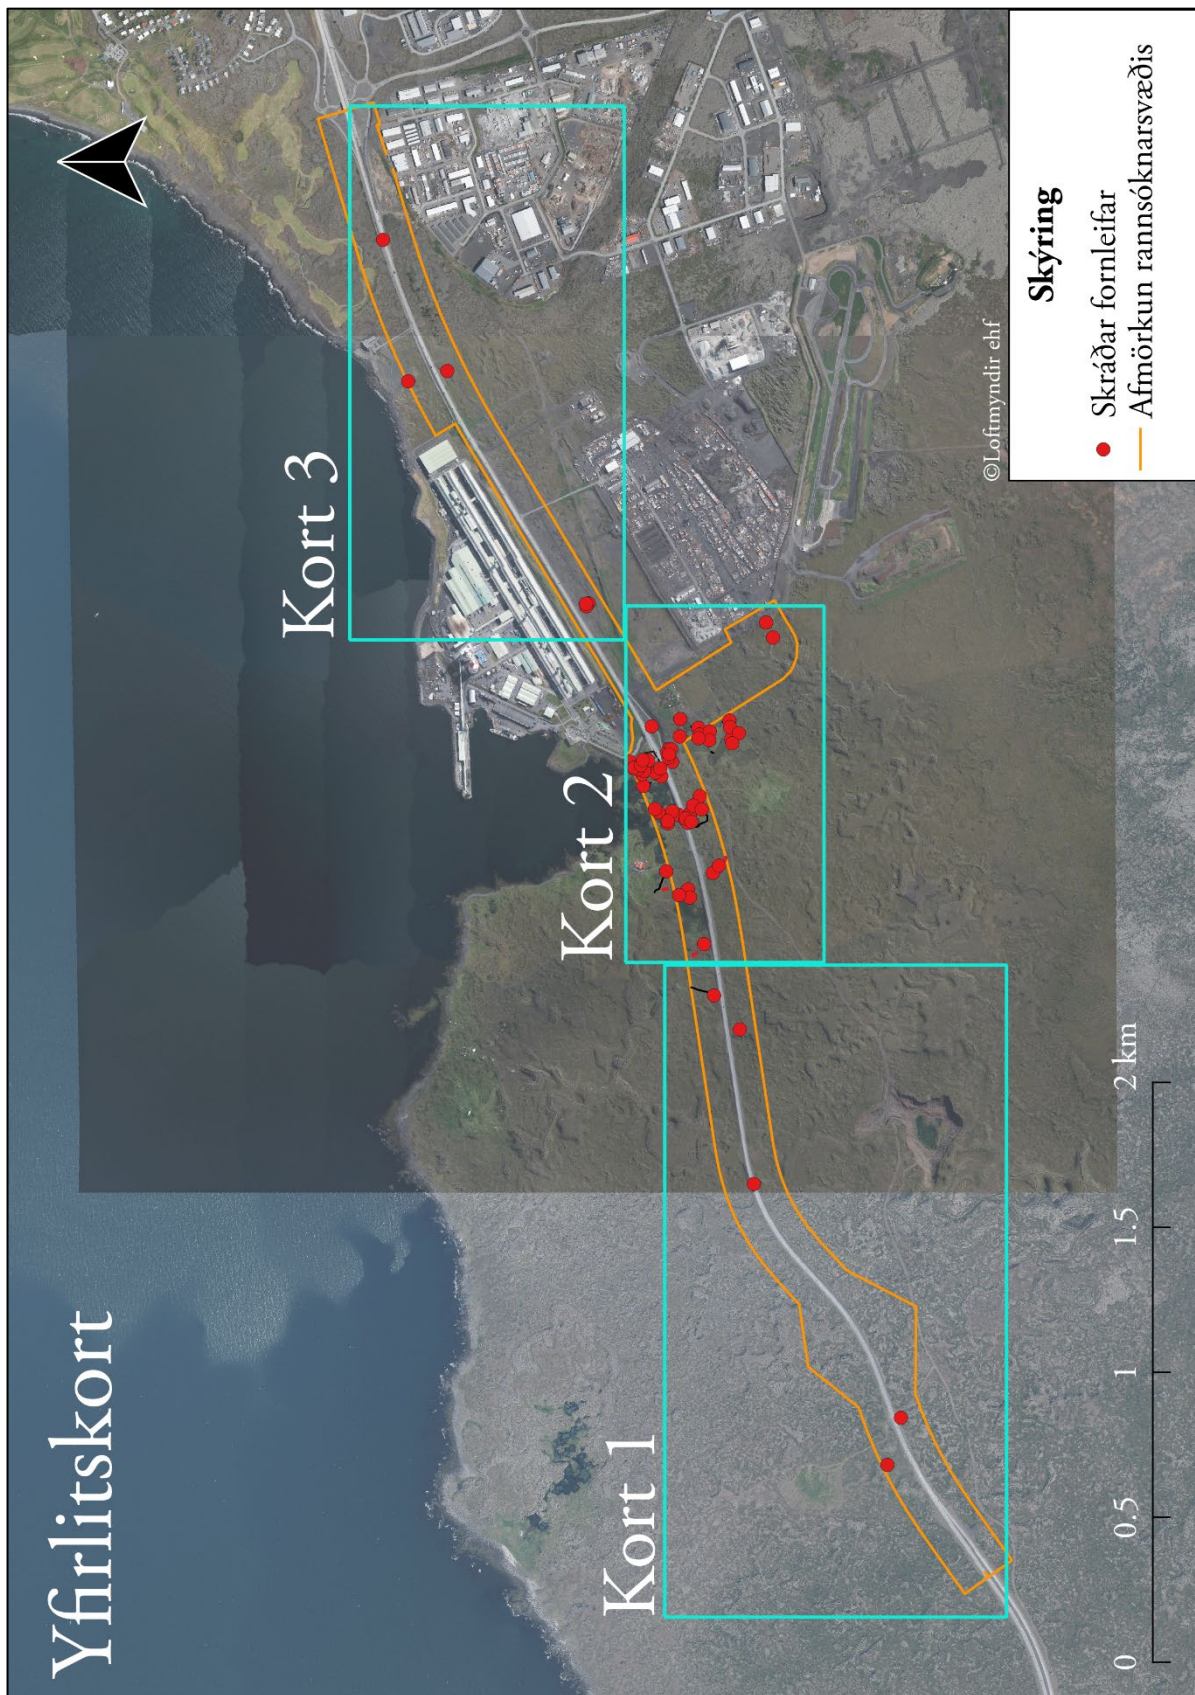 Yfirlitskort
Kort 1
Kort 2
Kort 3
0
0.5
1
1.5
2 km
©Loftmyndir ehf
Skýring
Skráðar fornleifar
Afmörkun rannsóknarsvæðis